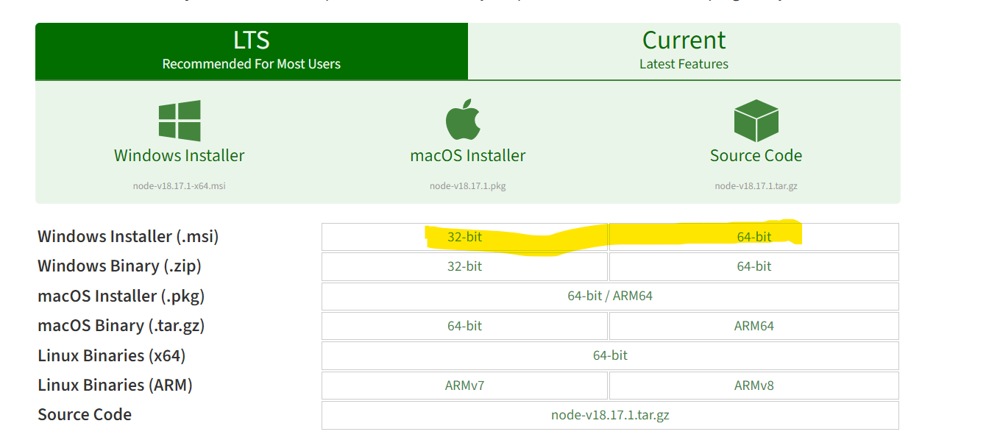 LTS
Recommended For Most Users
Current
Latest Features
Windows Installer
node-v18.17.1-x64.msi
macOS Installer
node-v18.17.1.pkg
Source Code
node-v18.17.1.tar.gz
Windows Installer (.msi) 32-bit 64-bit
Windows Binary (.zip) 32-bit 64-bit
macOS Installer (.pkg) 64-bit / ARM64
macOS Binary (.tar.gz) 64-bit ARM64
Linux Binaries (x64) 64-bit
Linux Binaries (ARM) ARMv7 ARMv8
Source Code node-v18.17.1.tar.gz